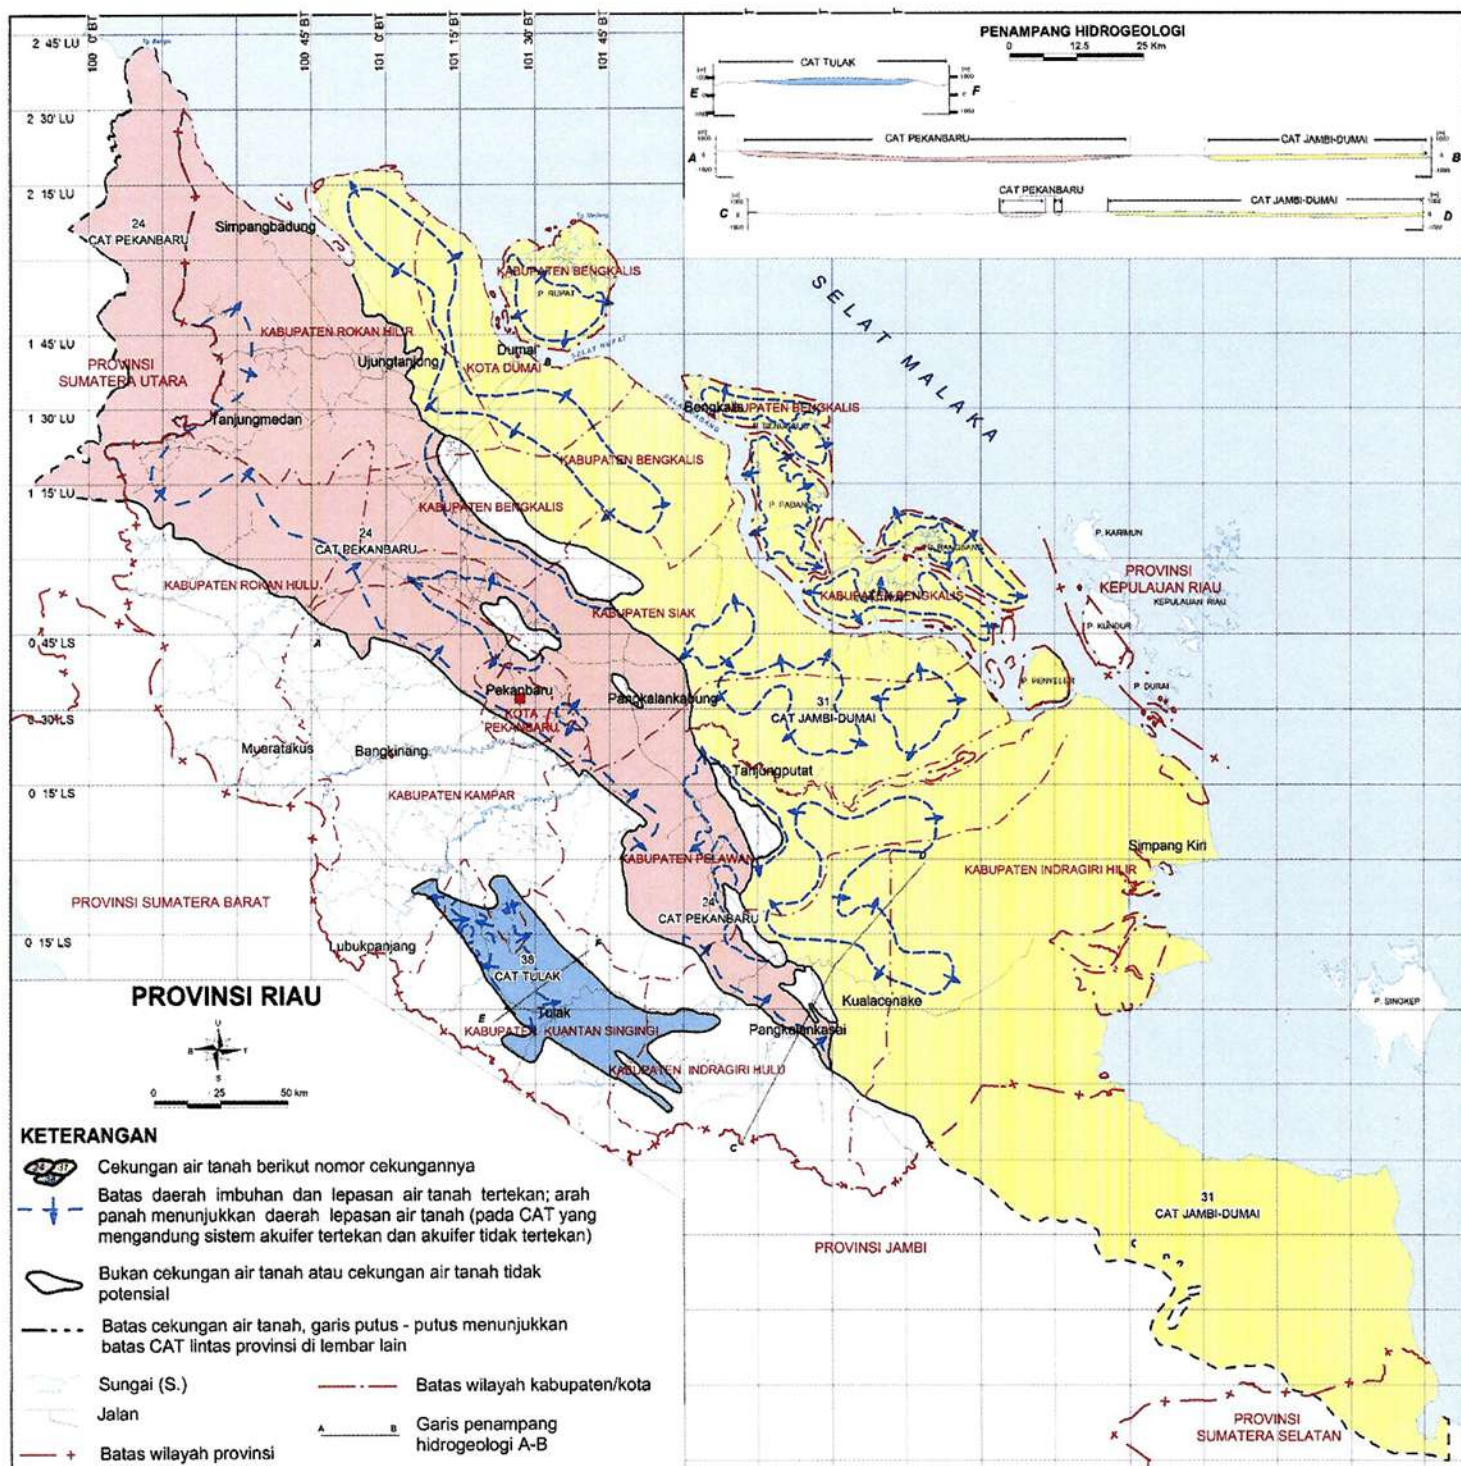 100 0' BT
100 45' BT
101 0' BT
101 15' BT
101 30' BT
101 45' BT
2 45' LU
2 30' LU
2 15' LU
1 45' LU
1 30' LU
1 15' LU
0 45' LS
0 30' LS
0 15' LS
0 15' LS
PENAMPANG HIDROGEOLOGI
0 12.5 25 Km
CAT TULAK
E F
CAT PEKANBARU CAT JAMBI-DUMAI
A B
CAT PEKANBARU
CAT JAMBI-DUMAI
C D
24
CAT PEKANBARU
Simpangbadung
KABUPATEN BENGKALIS
P. RUPAT
SELAT MALAKA
KABUPATEN ROKAN HILIR
Ujungtanjung
Dumai
B
SELAT RUPAT
KOTA DUMAI
PROVINSI
SUMATERA UTARA
Tanjungmedan
Bengkalis
KABUPATEN BENGKALIS
KABUPATEN BENGKALIS
KABUPATEN BENGKALIS
P. PADANG
24
CAT PEKANBARU
P. KARIMUN
PROVINSI
KEPULAUAN RIAU
KEPULAUAN RIAU
KABUPATEN ROKAN HULU
KABUPATEN BENGKALIS
KABUPATEN SIAK
P. KUNDUR
A
Pekanbaru
KOTA
PEKANBARU
Pangkalankabung
31
CAT JAMBI-DUMAI
P. DURAI
Muaratakus
Bangkinang
Tanjungputat
KABUPATEN KAMPAR
Simpang Kiri
KABUPATEN PELAWAN
D
KABUPATEN INDRAGIRI HILIR
PROVINSI SUMATERA BARAT
24
CAT PEKANBARU
Lubukpanjang
F
38
CAT TULAK
PROVINSI RIAU
Kualacenake
P. SINGKEP
E
Tulak
KABUPATEN KUANTAN SINGINGI
Pangkalankasai
KABUPATEN INDRAGIRI HULU
U
B T
S
0 25 50 km
C
KETERANGAN
24 31
38
Cekungan air tanah berikut nomor cekungannya
Batas daerah imbuhan dan lepasan air tanah tertekan; arah
panah menunjukkan daerah lepasan air tanah (pada CAT yang
mengandung sistem akuifer tertekan dan akuifer tidak tertekan)
Bukan cekungan air tanah atau cekungan air tanah tidak
potensial
Batas cekungan air tanah, garis putus - putus menunjukkan
batas CAT lintas provinsi di lembar lain
Sungai (S.)
Jalan
Batas wilayah provinsi
Batas wilayah kabupaten/kota
A B
Garis penampang
hidrogeologi A-B
31
CAT JAMBI-DUMAI
PROVINSI JAMBI
PROVINSI
SUMATERA SELATAN